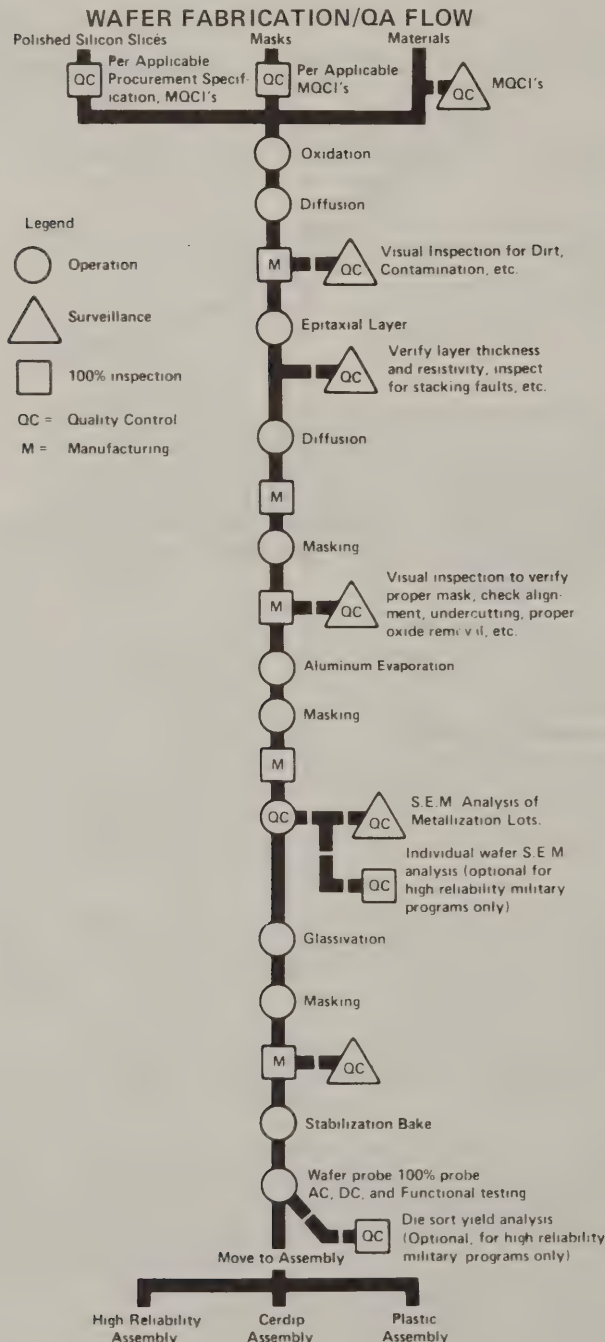 WAFER FABRICATION/QA FLOW
Polished Silicon Slices
Masks
Materials
QC
Per Applicable
Procurement Specif-
ication, MQCI's
QC
Per Applicable
MQCI's
QC
MQCI's
Oxidation
Diffusion
Legend
Operation
Surveillance
100% inspection
QC = Quality Control
M = Manufacturing
M
QC
Visual Inspection for Dirt,
Contamination, etc.
Epitaxial Layer
QC
Verify layer thickness
and resistivity, inspect
for stacking faults, etc.
Diffusion
M
Masking
M
QC
Visual inspection to verify
proper mask, check align-
ment, undercutting, proper
oxide removil, etc.
Aluminum Evaporation
Masking
M
QC
QC
S.E.M Analysis of
Metallization Lots.
QC
Individual wafer S.E M
analysis (optional for
high reliability military
programs only)
Glassivation
Masking
M
QC
Stabilization Bake
Wafer probe 100% probe
AC, DC, and Functional testing
QC
Die sort yield analysis
(Optional, for high reliability
military programs only)
Move to Assembly
High Reliability
Assembly
Cerdip
Assembly
Plastic
Assembly